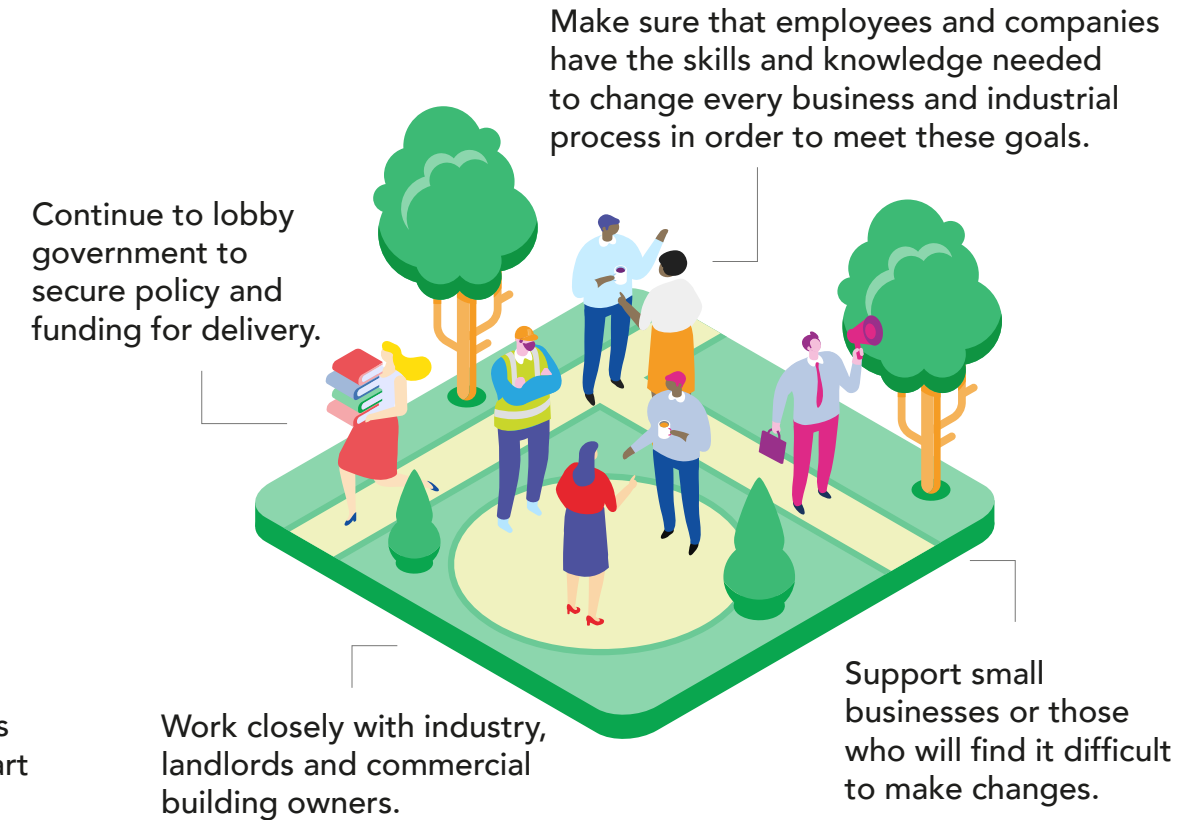 Make sure that employees and companies
have the skills and knowledge needed
to change every business and industrial
process in order to meet these goals.
Continue to lobby
government to
secure policy and
funding for delivery.
Support small
businesses or those
who will find it difficult
to make changes.
Work closely with industry,
landlords and commercial
building owners.